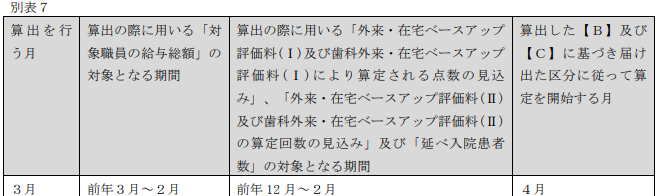 別表７
算出を行
う月
算出の際に用いる「対
象職員の給与総額」の
対象となる期間
算出の際に用いる「外来・在宅ベースアップ
評価料(Ⅰ)及び歯科外来・在宅ベースアップ
評価料(Ⅰ)により算定される点数の見込
み」、「外来・在宅ベースアップ評価料(Ⅱ)
及び歯科外来・在宅ベースアップ評価料(Ⅱ)
の算定回数の見込み」及び「延べ入院患者
数」の対象となる期間
算出した【Ｂ】及び
【Ｃ】に基づき届け
出た区分に従って算
定を開始する月
３月
前年３月～２月
前年 12 月～２月
４月